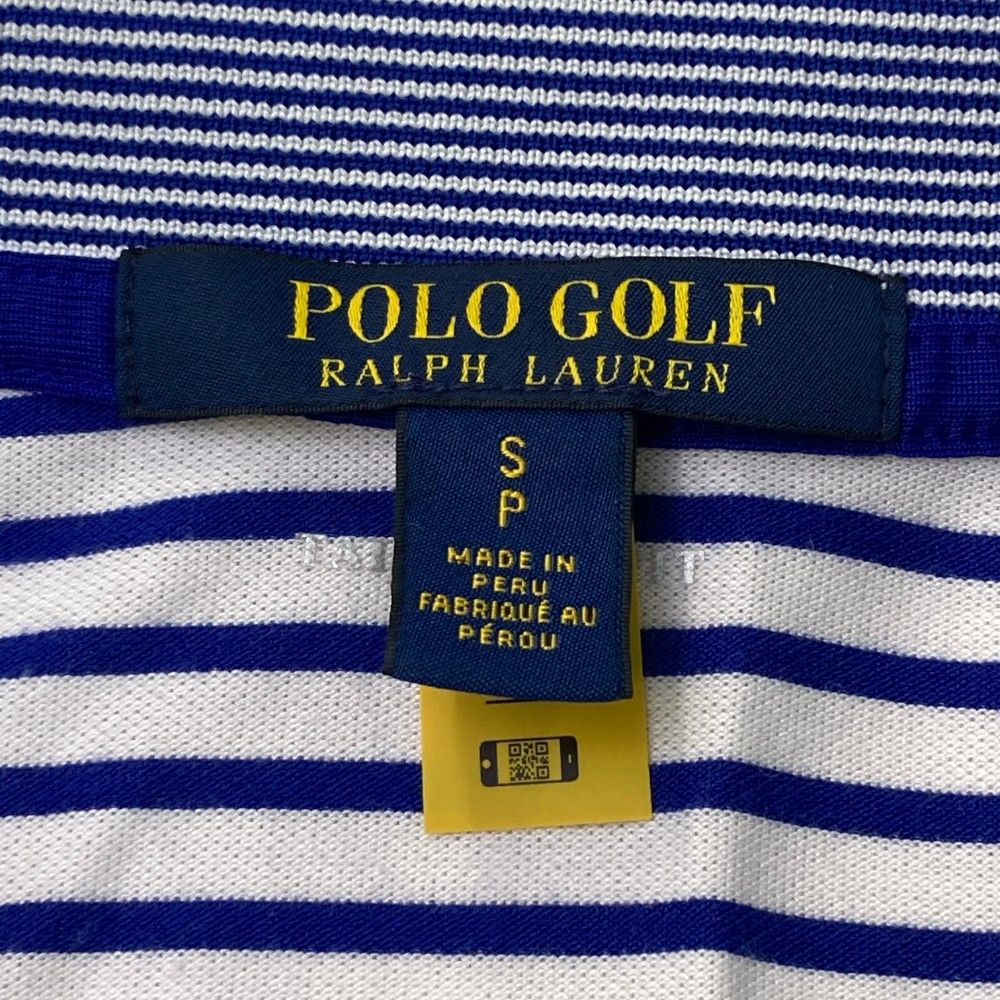 POLO GOLF
RALPH LAUREN
S
P
MADE IN
PERU
FABRIQUÉ AU
PÉROU